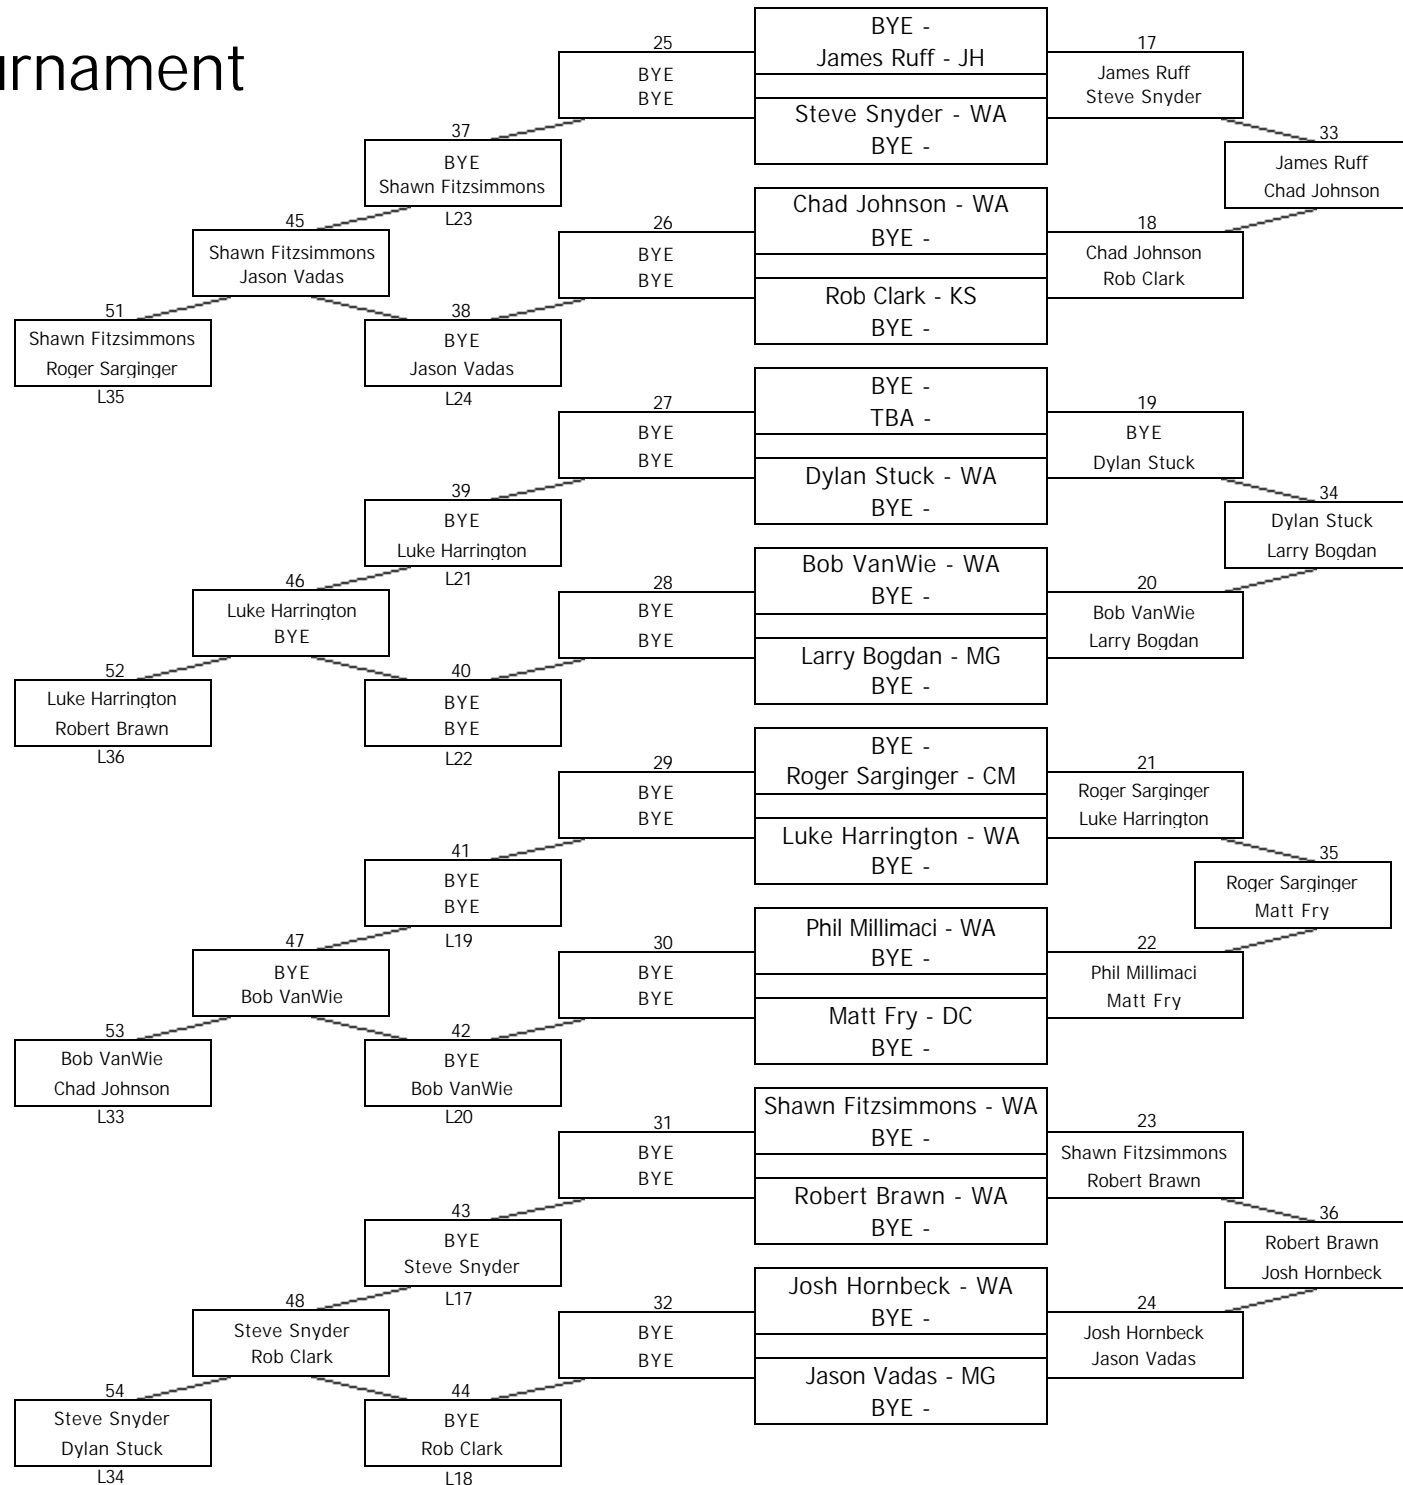 urnament
25
BYE
BYE
37
BYE
Shawn Fitzsimmons
L23
45
Shawn Fitzsimmons
Jason Vadas
26
BYE
BYE
51
Shawn Fitzsimmons
Roger Sarginger
L35
38
BYE
Jason Vadas
L24
27
BYE
BYE
39
BYE
Luke Harrington
L21
46
Luke Harrington
BYE
28
BYE
BYE
52
Luke Harrington
Robert Brawn
L36
40
BYE
BYE
L22
29
BYE
BYE
41
BYE
BYE
L19
47
BYE
Bob VanWie
30
BYE
BYE
53
Bob VanWie
Chad Johnson
L33
42
BYE
Bob VanWie
L20
31
BYE
BYE
43
BYE
Steve Snyder
L17
48
Steve Snyder
Rob Clark
32
BYE
BYE
54
Steve Snyder
Dylan Stuck
L34
44
BYE
Rob Clark
L18
BYE -
James Ruff - JH
Steve Snyder - WA
BYE -
Chad Johnson - WA
BYE -
Rob Clark - KS
BYE -
BYE -
TBA -
Dylan Stuck - WA
BYE -
Bob VanWie - WA
BYE -
Larry Bogdan - MG
BYE -
BYE -
Roger Sarginger - CM
Luke Harrington - WA
BYE -
Phil Millimaci - WA
BYE -
Matt Fry - DC
BYE -
Shawn Fitzsimmons - WA
BYE -
Robert Brawn - WA
BYE -
Josh Hornbeck - WA
BYE -
Jason Vadas - MG
BYE -
17
James Ruff
Steve Snyder
33
James Ruff
Chad Johnson
18
Chad Johnson
Rob Clark
19
BYE
Dylan Stuck
34
Dylan Stuck
Larry Bogdan
20
Bob VanWie
Larry Bogdan
21
Roger Sarginger
Luke Harrington
35
Roger Sarginger
Matt Fry
22
Phil Millimaci
Matt Fry
23
Shawn Fitzsimmons
Robert Brawn
36
Robert Brawn
Josh Hornbeck
24
Josh Hornbeck
Jason Vadas